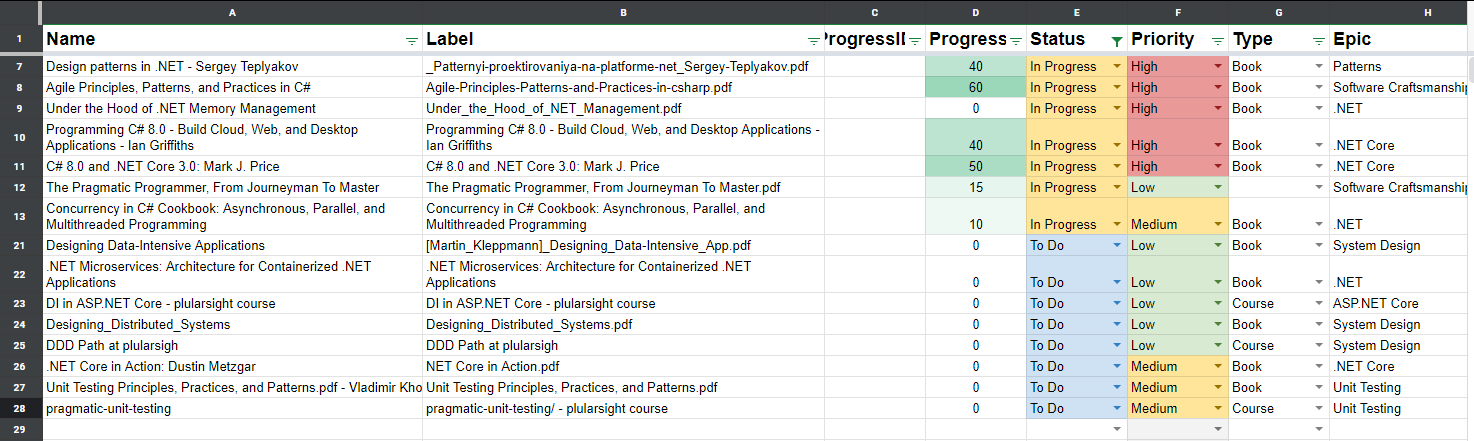 A B C D E F G H
1 Name Label ProgressID Progress Status Priority Type Epic
7 Design patterns in .NET - Sergey Teplyakov _Patternyi-proektirovaniya-na-platforme-net_Sergey-Teplyakov.pdf 40 In Progress High Book Patterns
8 Agile Principles, Patterns, and Practices in C# Agile-Principles-Patterns-and-Practices-in-csharp.pdf 60 In Progress High Book Software Craftsmanship
9 Under the Hood of .NET Memory Management Under_the_Hood_of_NET_Management.pdf 0 In Progress High Book .NET
Programming C# 8.0 - Build Cloud, Web, and Desktop Programming C# 8.0 - Build Cloud, Web, and Desktop Applications -
10 Applications - Ian Griffiths Ian Griffiths 40 In Progress High Book .NET Core
11 C# 8.0 and .NET Core 3.0: Mark J. Price C# 8.0 and .NET Core 3.0: Mark J. Price 50 In Progress High Book .NET Core
12 The Pragmatic Programmer, From Journeyman To Master The Pragmatic Programmer, From Journeyman To Master.pdf 15 In Progress Low Software Craftsmanship
Concurrency in C# Cookbook: Asynchronous, Parallel, and Concurrency in C# Cookbook: Asynchronous, Parallel, and
13 Multithreaded Programming Multithreaded Programming 10 In Progress Medium Book .NET
21 Designing Data-Intensive Applications [Martin_Kleppmann]_Designing_Data-Intensive_App.pdf 0 To Do Low Book System Design
.NET Microservices: Architecture for Containerized .NET .NET Microservices: Architecture for Containerized .NET
22 Applications Applications 0 To Do Low Book .NET
23 DI in ASP.NET Core - plularsight course DI in ASP.NET Core - plularsight course 0 To Do Low Course ASP.NET Core
24 Designing_Distributed_Systems Designing_Distributed_Systems.pdf 0 To Do Low Book System Design
25 DDD Path at plularsigh DDD Path at plularsigh 0 To Do Low Course System Design
26 .NET Core in Action: Dustin Metzgar NET Core in Action.pdf 0 To Do Medium Book .NET Core
27 Unit Testing Principles, Practices, and Patterns.pdf - Vladimir Kho Unit Testing Principles, Practices, and Patterns.pdf 0 To Do Medium Book Unit Testing
28 pragmatic-unit-testing pragmatic-unit-testing/ - plularsight course 0 To Do Medium Course Unit Testing
29